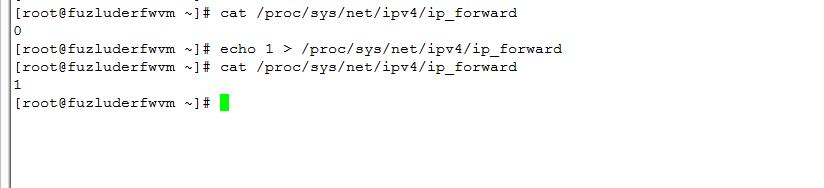 [root@fuzluderfwvm ~]# cat /proc/sys/net/ipv4/ip_forward
0
[root@fuzluderfwvm ~]# echo 1 > /proc/sys/net/ipv4/ip_forward
[root@fuzluderfwvm ~]# cat /proc/sys/net/ipv4/ip_forward
1
[root@fuzluderfwvm ~]#